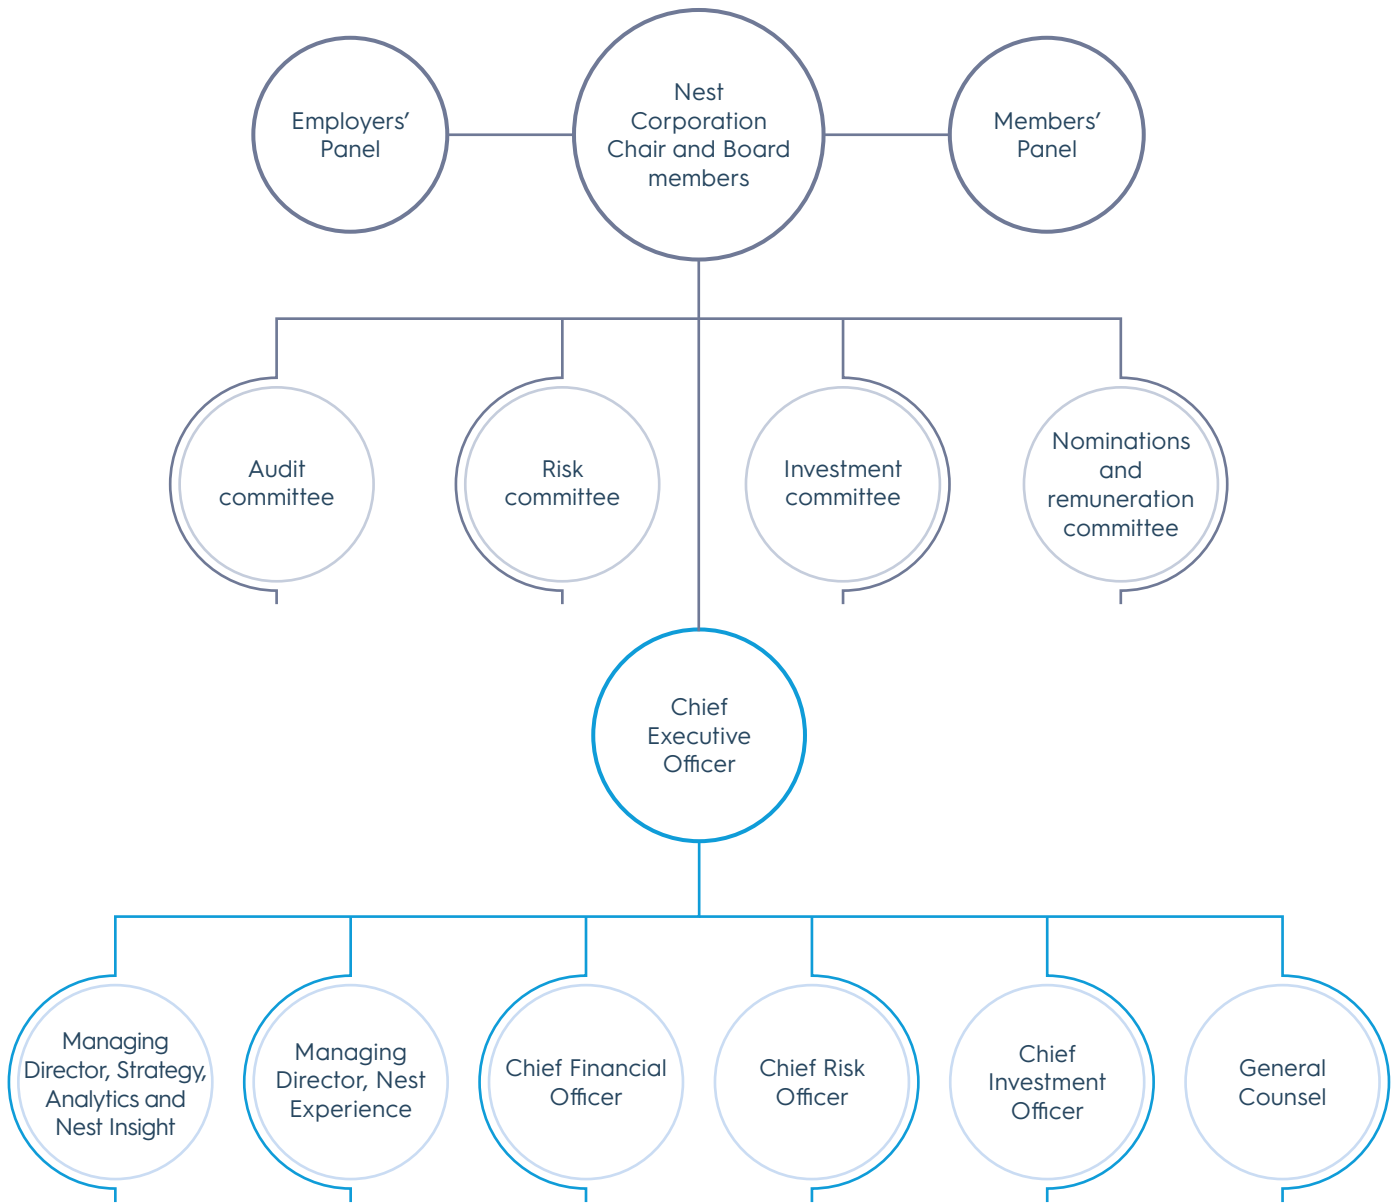 Employers’
Panel
Nest
Corporation
Chair and Board
members
Members’
Panel
Audit
committee
Risk
committee
Investment
committee
Nominations
and
remuneration
committee
Chief
Executive
Officer
Managing
Director, Strategy,
Analytics and
Nest Insight
Managing
Director, Nest
Experience
Chief Financial
Officer
Chief Risk
Officer
Chief
Investment
Officer
General
Counsel